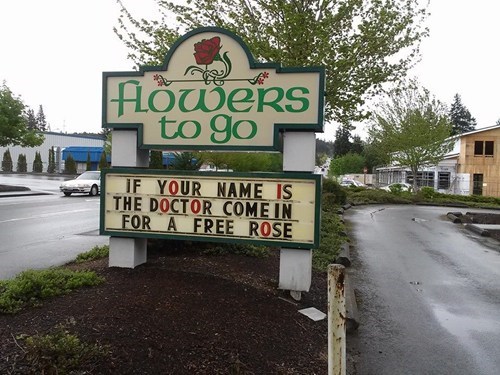 flowers
to go
IF YOUR NAME IS
THE DOCTOR COME IN
FOR A FREE ROSE